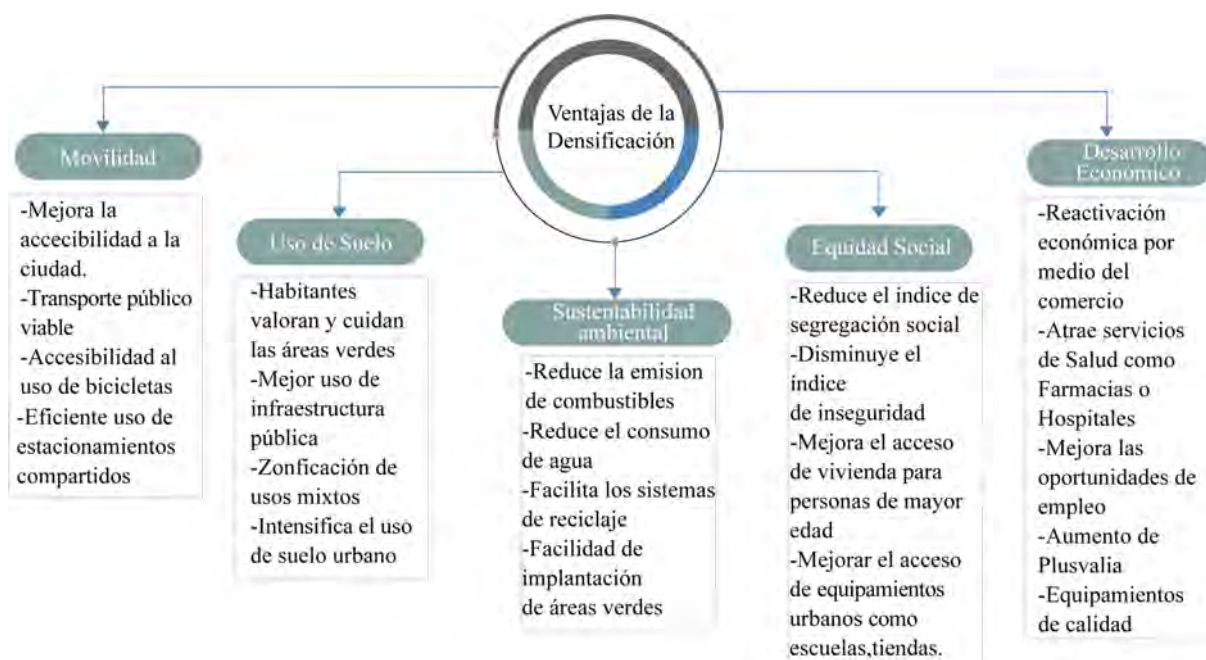 Ventajas de la
Densificación
Movilidad
-Mejora la
accecibilidad a la
ciudad.
-Transporte público
viable
-Accesibilidad al
uso de bicicletas
-Eficiente uso de
estacionamientos
compartidos
Uso de Suelo
-Habitantes
valoran y cuidan
las áreas verdes
-Mejor uso de
infraestructura
pública
-Zonficación de
usos mixtos
-Intensifica el uso
de suelo urbano
Sustentabilidad
ambiental
-Reduce la emision
de combustibles
-Reduce el consumo
de agua
-Facilita los sistemas
de reciclaje
-Facilidad de
implantación
de áreas verdes
Equidad Social
-Reduce el índice de
segregación social
-Disminuye el
índice
de inseguridad
-Mejora el acceso
de vivienda para
personas de mayor
edad
-Mejorar el acceso
de equipamientos
urbanos como
escuelas,tiendas.
Desarrollo
Económico
-Reactivación
económica por
medio del
comercio
-Atrae servicios
de Salud como
Farmacias o
Hospitales
-Mejora las
oportunidades de
empleo
-Aumento de
Plusvalia
-Equipamientos
de calidad